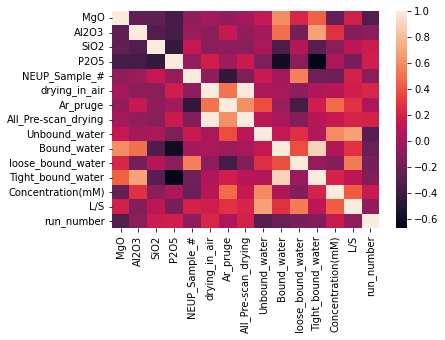 MgO
Al2O3
SiO2
P2O5
NEUP_Sample_#
drying_in_air
Ar_pruge
All_Pre-scan_drying
Unbound_water
Bound_water
loose_bound_water
Tight_bound_water
Concentration(mM)
L/S
run_number
MgO
Al2O3
SiO2
P2O5
NEUP_Sample_#
drying_in_air
Ar_pruge
All_Pre-scan_drying
Unbound_water
Bound_water
loose_bound_water
Tight_bound_water
Concentration(mM)
L/S
run_number
1.0
0.8
0.6
0.4
0.2
0.0
−0.2
−0.4
−0.6